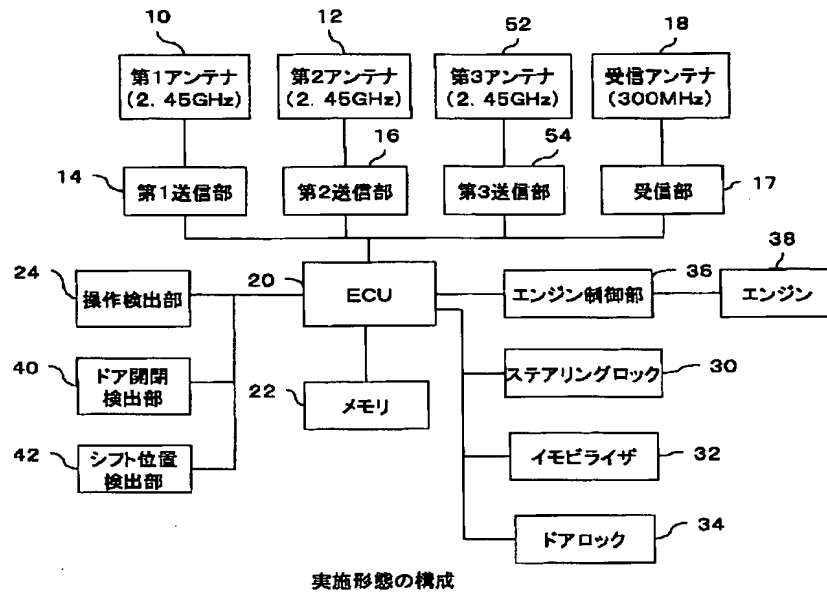 10
12
52
18
第1アンテナ
(2. 45GHz)
第2アンテナ
(2. 45GHz)
第3アンテナ
(2. 45GHz)
受信アンテナ
(300MHz)
14
第1送信部
16
第2送信部
54
第3送信部
受信部
17
24
操作検出部
20
ECU
36
エンジン制御部
38
エンジン
40
ドア開閉
検出部
22
メモリ
ステアリングロック
30
42
シフト位置
検出部
イモビライザ
32
ドアロック
34
実施形態の構成